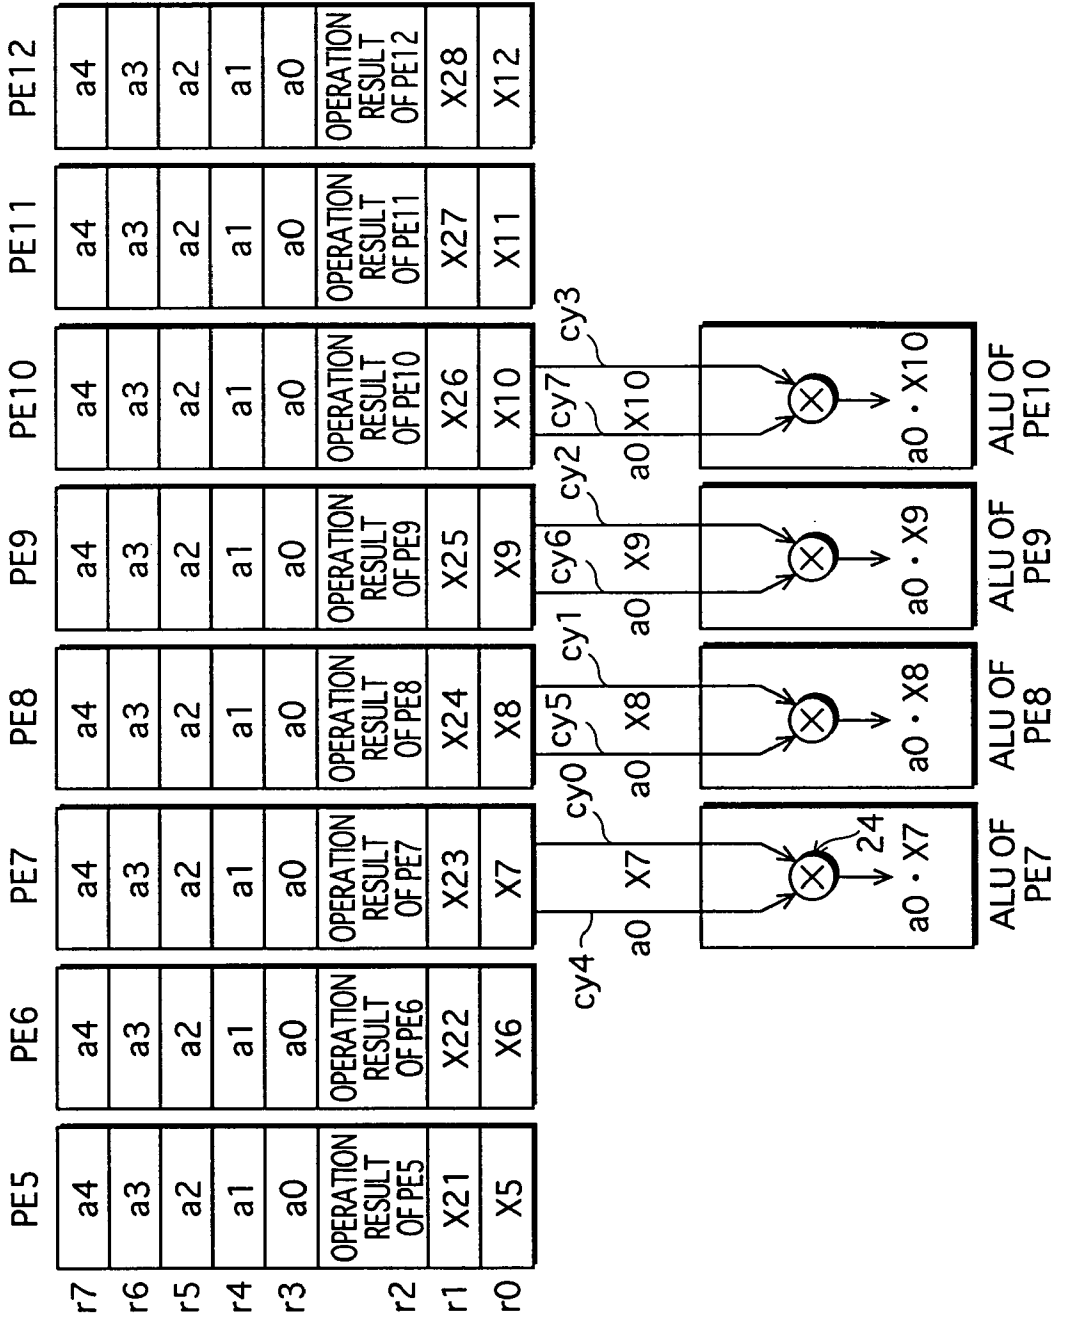 PE5 PE6 PE7 PE8 PE9 PE10 PE11 PE12
r7 a4 a4 a4 a4 a4 a4 a4 a4
r6 a3 a3 a3 a3 a3 a3 a3 a3
r5 a2 a2 a2 a2 a2 a2 a2 a2
r4 a1 a1 a1 a1 a1 a1 a1 a1
r3 a0 a0 a0 a0 a0 a0 a0 a0
OPERATION OPERATION OPERATION OPERATION OPERATION OPERATION OPERATION OPERATION
RESULT RESULT RESULT RESULT RESULT RESULT RESULT RESULT
r2 OF PE5 OF PE6 OF PE7 OF PE8 OF PE9 OF PE10 OF PE11 OF PE12
r1 X21 X22 X23 X24 X25 X26 X27 X28
r0 X5 X6 X7 X8 X9 X10 X11 X12
cy4 cy0 cy5 cy1 cy6 cy2 cy7 cy3
a0 X7 a0 X8 a0 X9 a0 X10
24
a0・X7 a0・X8 a0・X9 a0・X10
ALU OF ALU OF ALU OF ALU OF
PE7 PE8 PE9 PE10